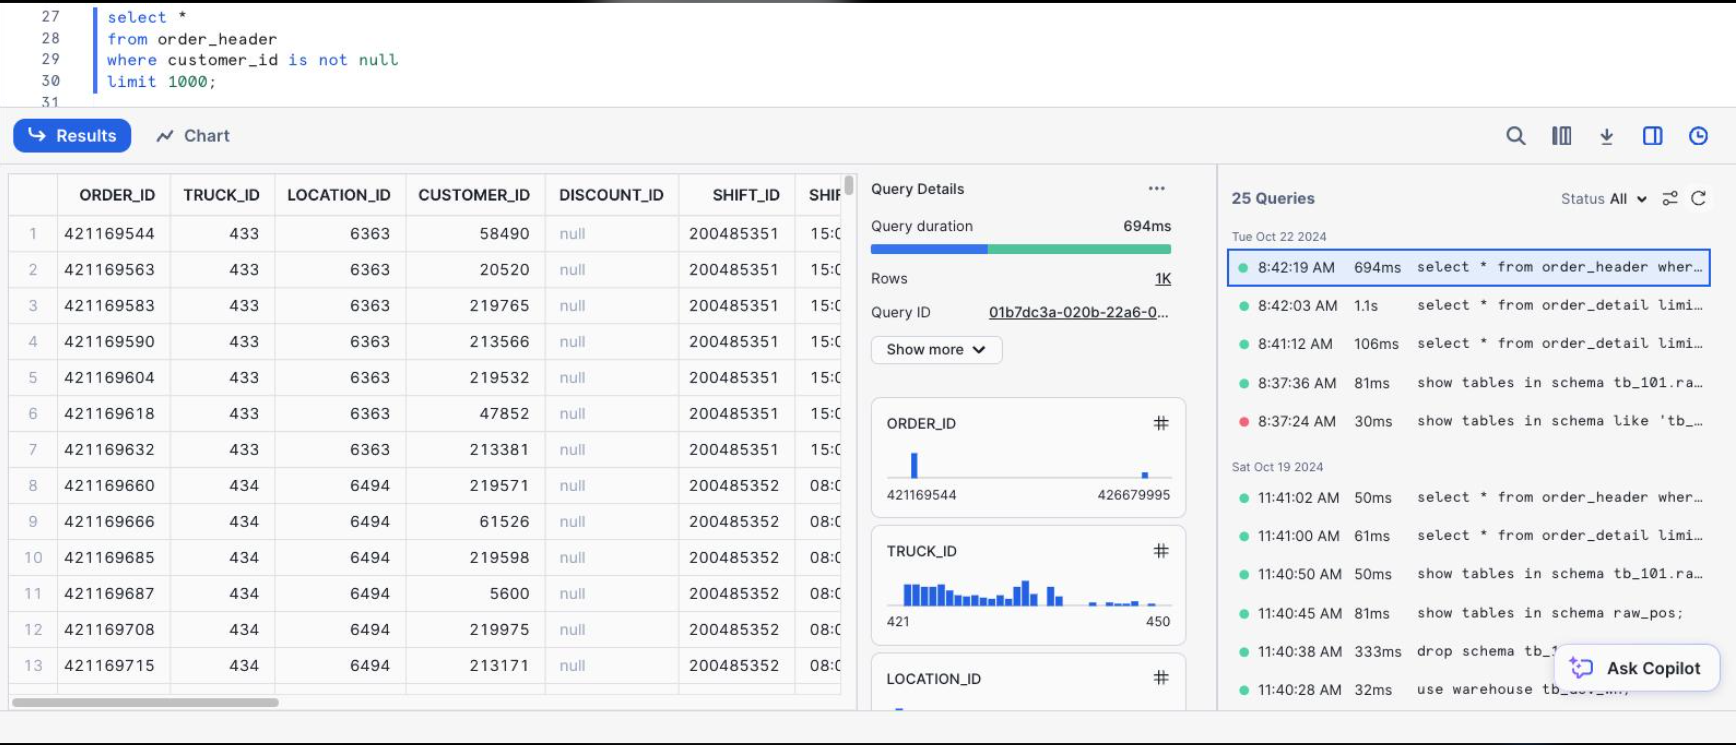 27 select *
28 from order_header
29 where customer_id is not null
30 limit 1000;
31
Results Chart
ORDER_ID TRUCK_ID LOCATION_ID CUSTOMER_ID DISCOUNT_ID SHIFT_ID
1 421169544 433 6363 58490 null 200485351
2 421169563 433 6363 20520 null 200485351
3 421169583 433 6363 219765 null 200485351
4 421169590 433 6363 213566 null 200485351
5 421169604 433 6363 219532 null 200485351
6 421169618 433 6363 47852 null 200485351
7 421169632 433 6363 213381 null 200485351
8 421169660 434 6494 219571 null 200485352
9 421169666 434 6494 61526 null 200485352
10 421169685 434 6494 219598 null 200485352
11 421169687 434 6494 5600 null 200485352
12 421169708 434 6494 219975 null 200485352
13 421169715 434 6494 213171 null 200485352
Query Details ...
Query duration 694ms
Rows 1K
Query ID 01b7dc3a-020b-22a6-0...
Show more
ORDER_ID #
421169544 426679995
TRUCK_ID #
421 450
LOCATION_ID #
25 Queries Status All
Tue Oct 22 2024
8:42:19 AM 694ms select * from order_header wher...
8:42:03 AM 1.1s select * from order_detail limi...
8:41:12 AM 106ms select * from order_detail limi...
8:37:36 AM 81ms show tables in schema tb_101.ra...
8:37:24 AM 30ms show tables in schema like 'tb_...
Sat Oct 19 2024
11:41:02 AM 50ms select * from order_header wher...
11:41:00 AM 61ms select * from order_detail limi...
11:40:50 AM 50ms show tables in schema tb_101.ra...
11:40:45 AM 81ms show tables in schema raw_pos;
11:40:38 AM 333ms drop schema
11:40:28 AM 32ms use warehouse
Ask Copilot